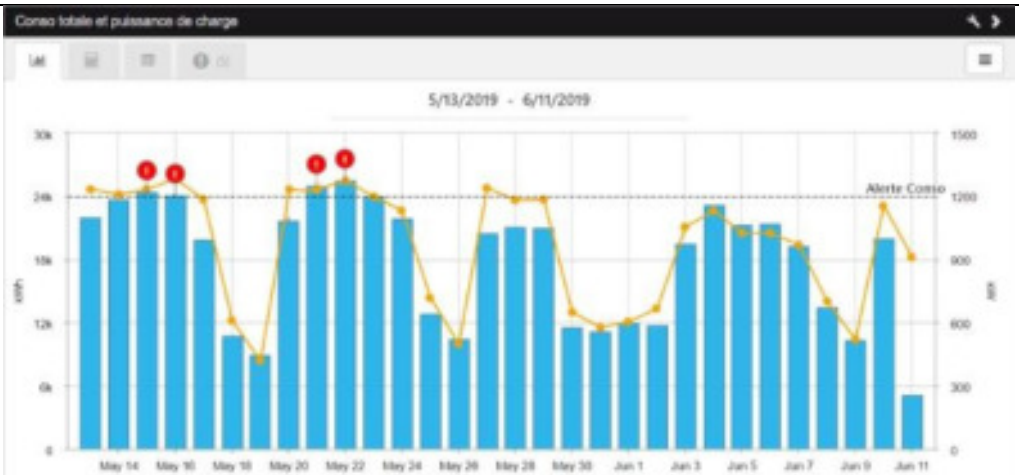 Conso totale et puissance de charge
5/13/2019 - 6/11/2019
30k 1500
Alerte Conso
24k 1200
18k 900
kWh kW
12k 600
6k 300
0 0
May 14 May 16 May 18 May 20 May 22 May 24 May 26 May 28 May 30 Jun 1 Jun 3 Jun 5 Jun 7 Jun 9 Jun 11